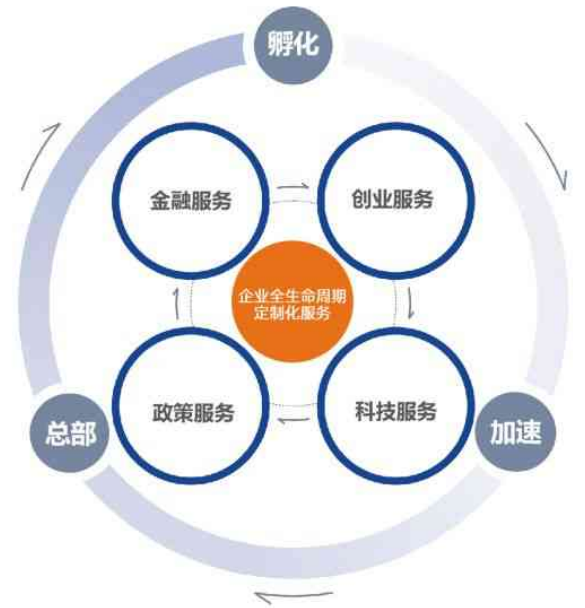 孵化
金融服务
创业服务
企业全生命周期
定制化服务
政策服务
科技服务
总部
加速